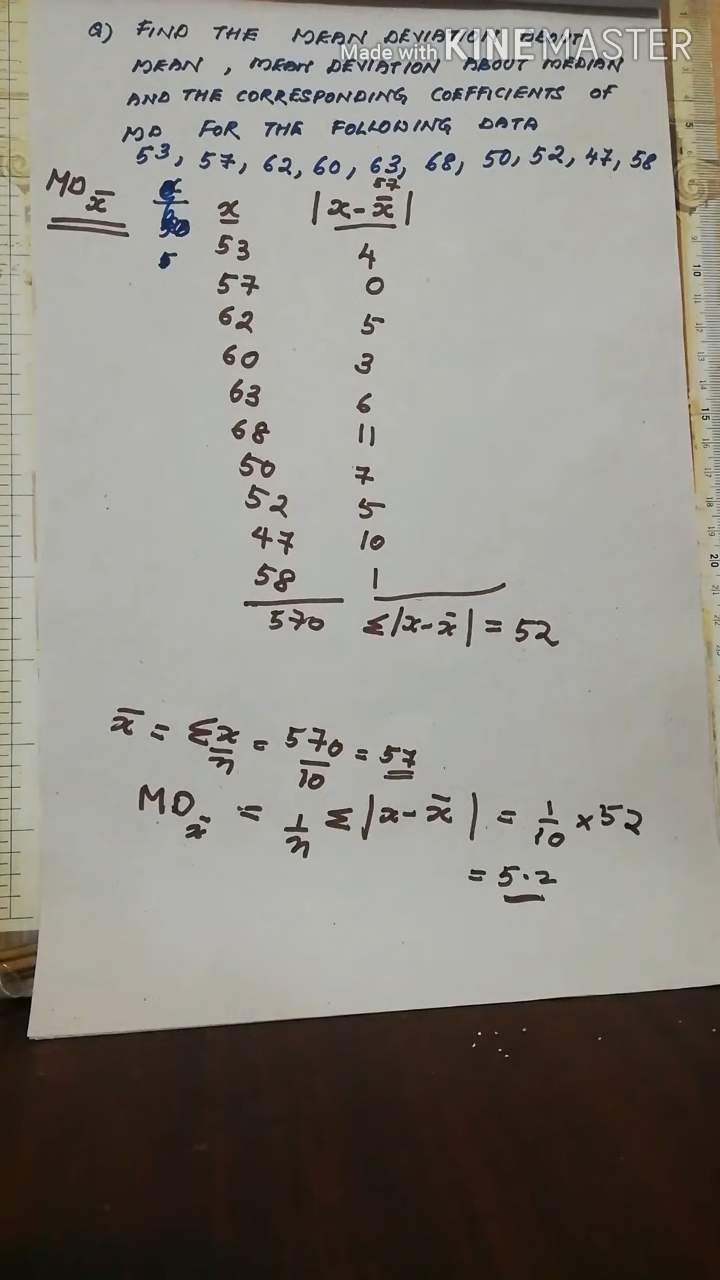 Q) FIND THE MEAN DEVIATION ABOUT
Made with KINEMASTER
MEAN, MEAN DEVIATION ABOUT MEDIAN
AND THE CORRESPONDING COEFFICIENTS OF
MD FOR THE FOLLOWING DATA
53, 57, 62, 60, 63, 68, 50, 52, 47, 58
MD x̄
57
x |x-x̄|
53 4
57 0
62 5
60 3
63 6
68 11
50 7
52 5
47 10
58 1
570 Σ|x-x̄| = 52
x̄ = Σx/n = 570/10 = 57
MD x̄ = 1/n Σ|x-x̄| = 1/10 × 52
= 5.2